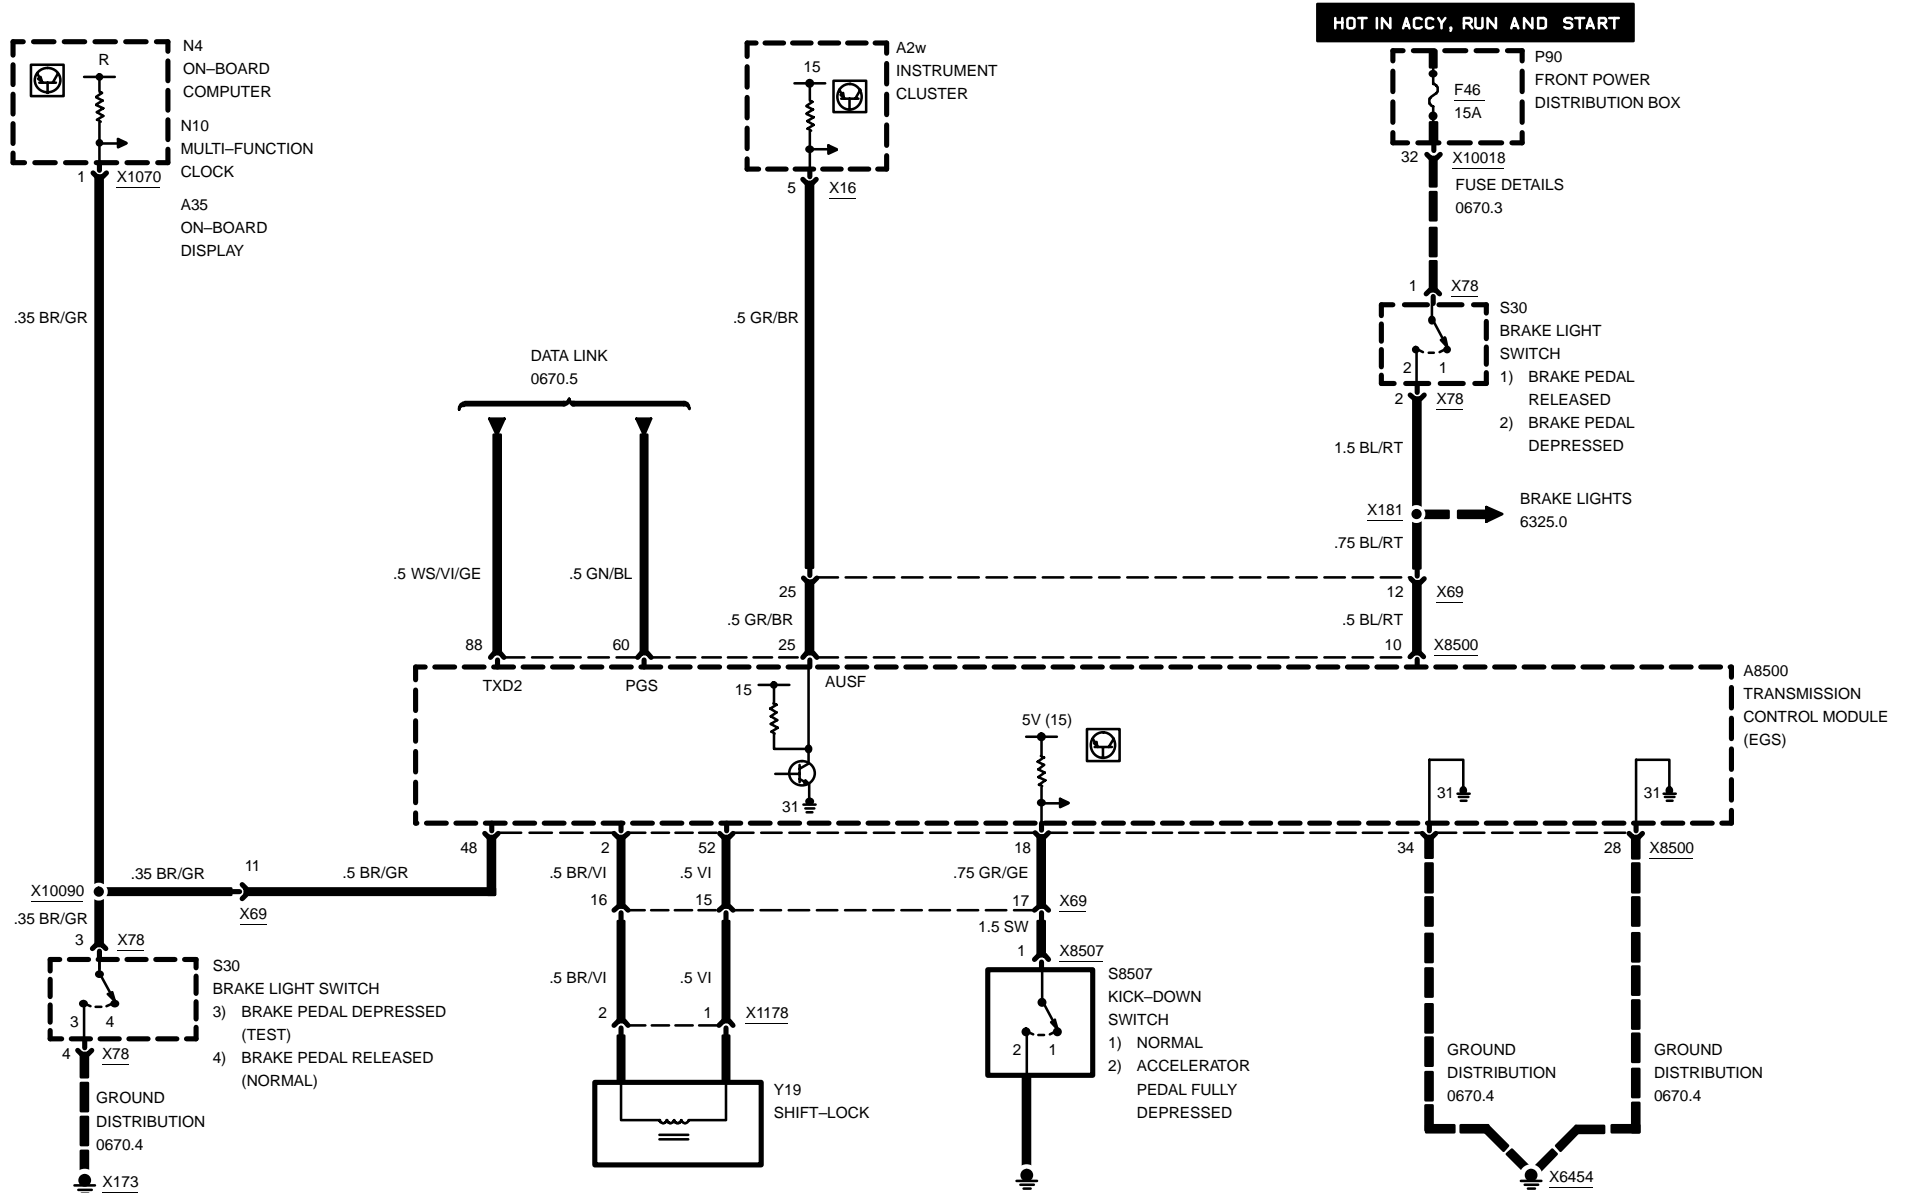 HOT IN ACCY, RUN AND START
N4
ON–BOARD
COMPUTER
N10
MULTI–FUNCTION
CLOCK
A35
ON–BOARD
DISPLAY
R
1
X1070
.35 BR/GR
A2w
INSTRUMENT
CLUSTER
15
5
X16
.5 GR/BR
P90
FRONT POWER
DISTRIBUTION BOX
F46
15A
32
X10018
FUSE DETAILS
0670.3
1
X78
S30
BRAKE LIGHT
SWITCH
1) BRAKE PEDAL
RELEASED
2) BRAKE PEDAL
DEPRESSED
2
1
2
X78
1.5 BL/RT
X181
BRAKE LIGHTS
6325.0
.75 BL/RT
DATA LINK
0670.5
.5 WS/VI/GE
.5 GN/BL
25
12
X69
.5 GR/BR
.5 BL/RT
88
60
25
10
X8500
TXD2
PGS
AUSF
15
31
5V (15)
31
31
A8500
TRANSMISSION
CONTROL MODULE
(EGS)
48
2
52
18
34
28
X8500
X10090
.35 BR/GR
11
X69
.5 BR/GR
.35 BR/GR
3
X78
S30
BRAKE LIGHT SWITCH
3) BRAKE PEDAL DEPRESSED
(TEST)
4) BRAKE PEDAL RELEASED
(NORMAL)
3
4
4
X78
GROUND
DISTRIBUTION
0670.4
X173
.5 BR/VI
.5 VI
16
15
17
X69
.5 BR/VI
.5 VI
2
1
X1178
Y19
SHIFT–LOCK
.75 GR/GE
1.5 SW
1
X8507
S8507
KICK–DOWN
SWITCH
1) NORMAL
2) ACCELERATOR
PEDAL FULLY
DEPRESSED
2
1
GROUND
DISTRIBUTION
0670.4
GROUND
DISTRIBUTION
0670.4
X6454